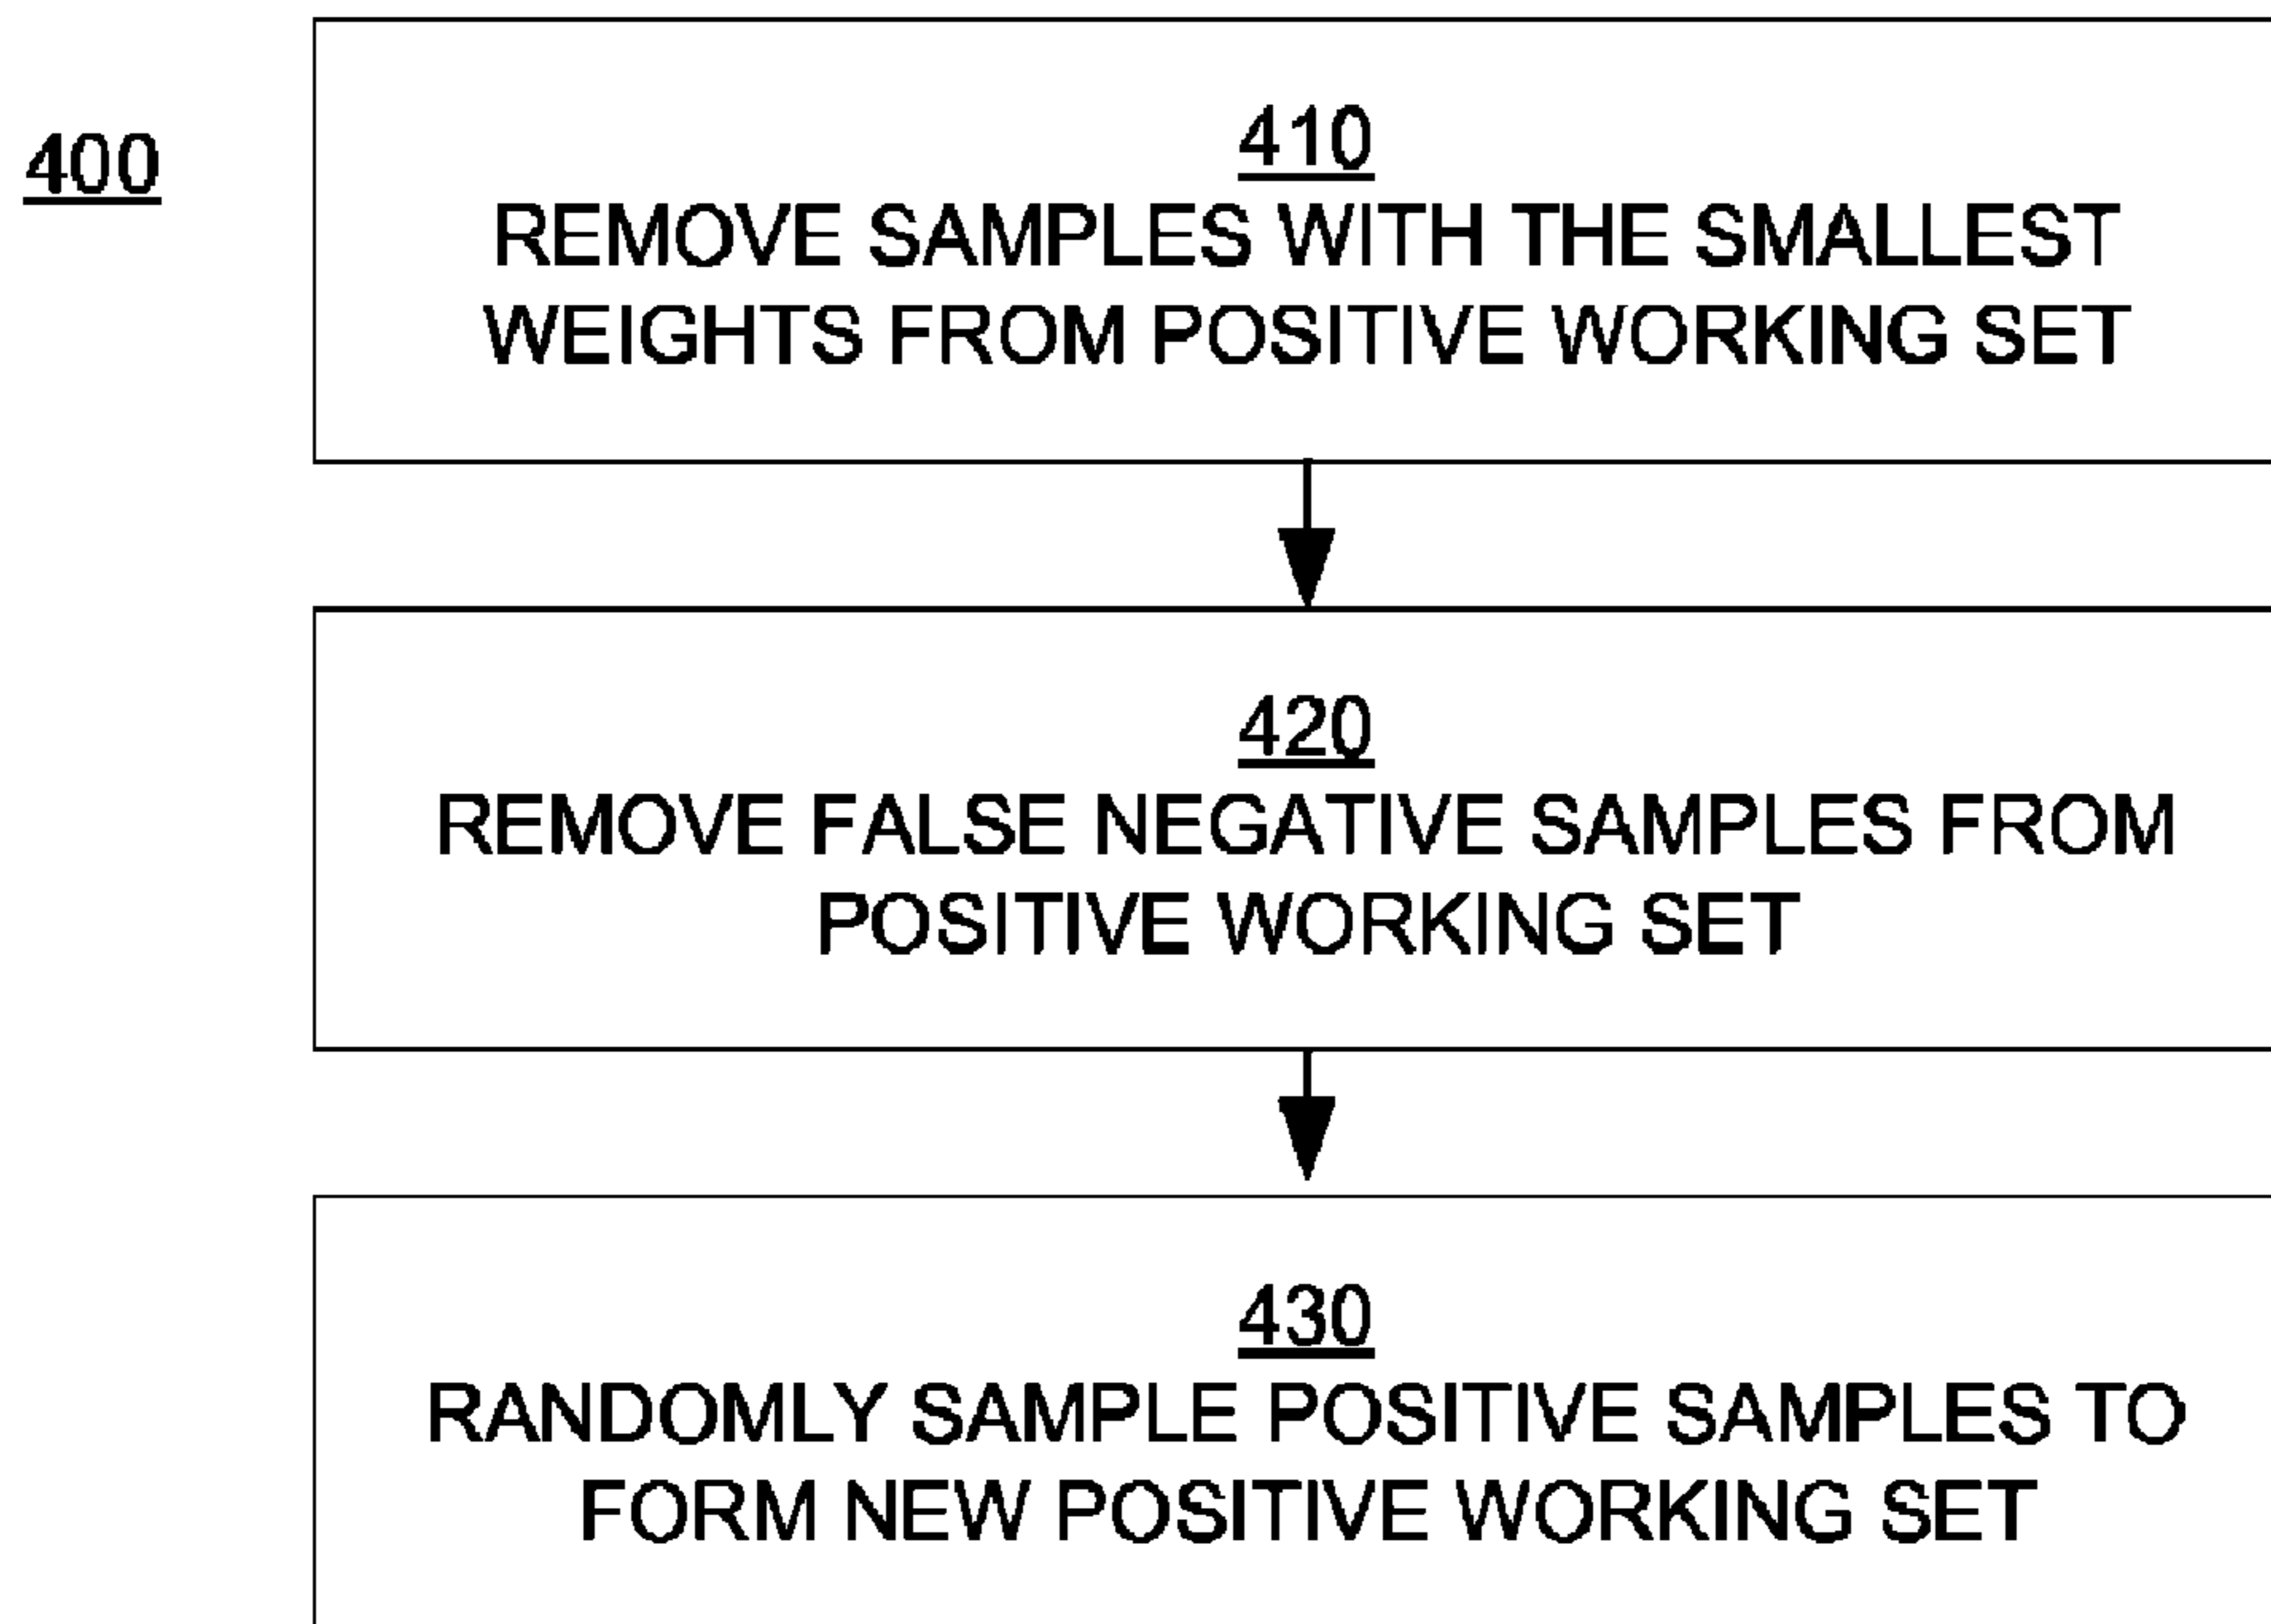 400
410
REMOVE SAMPLES WITH THE SMALLEST
WEIGHTS FROM POSITIVE WORKING SET
420
REMOVE FALSE NEGATIVE SAMPLES FROM
POSITIVE WORKING SET
430
RANDOMLY SAMPLE POSITIVE SAMPLES TO
FORM NEW POSITIVE WORKING SET